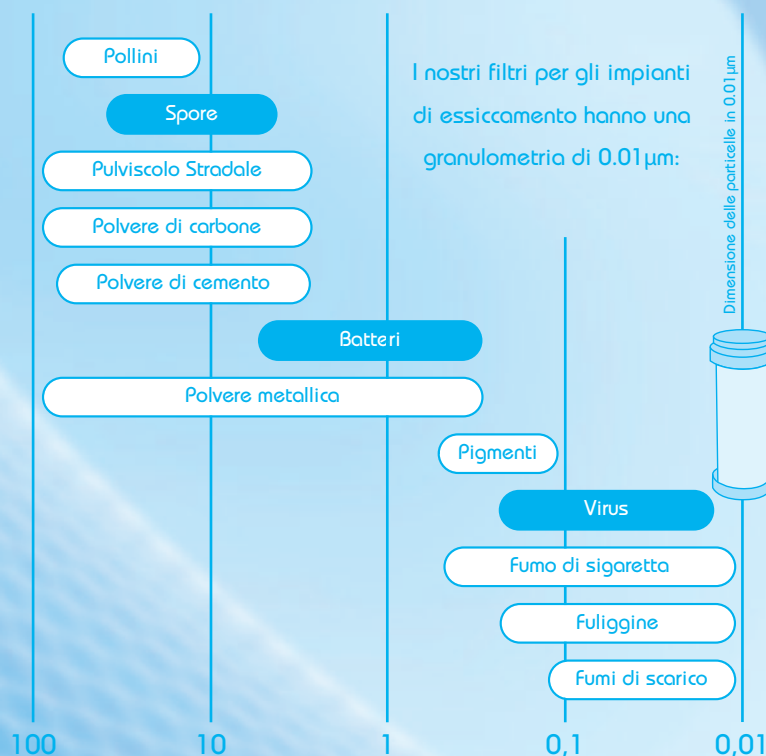 Pollini
Spore
Pulviscolo Stradale
Polvere di carbone
Polvere di cemento
Batteri
Polvere metallica
Pigmenti
Virus
Fumo di sigaretta
Fuliggine
Fumi di scarico
I nostri filtri per gli impianti
di essiccamento hanno una
granulometria di 0.01µm:
Dimensione delle particelle in 0.01µm
100 10 1 0,1 0,01